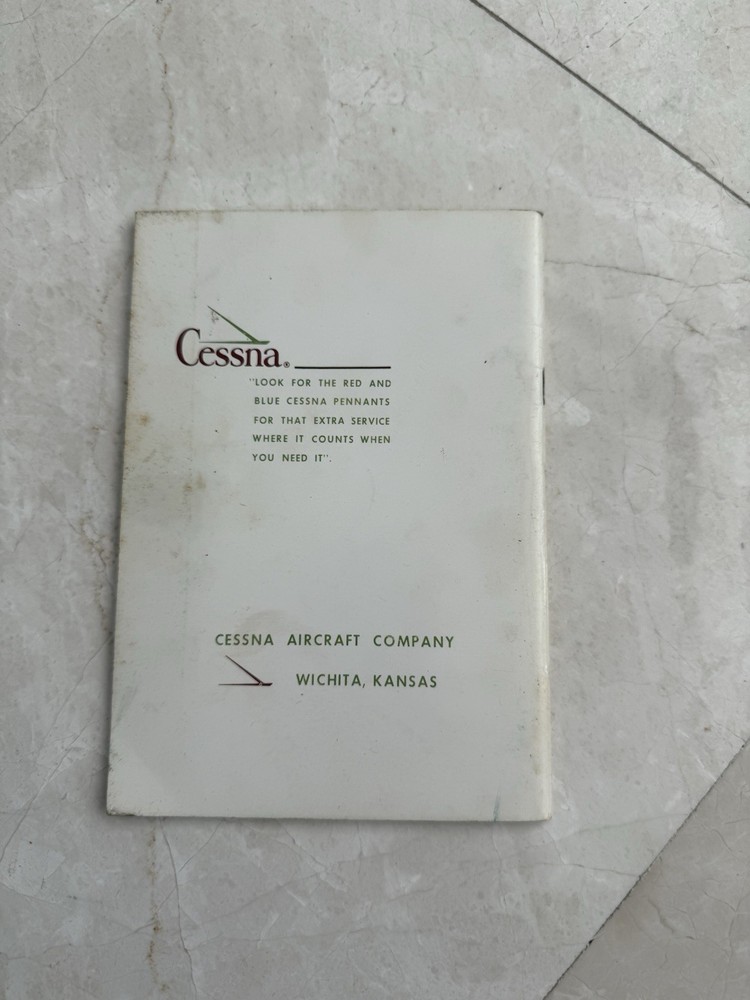 Cessna®
"LOOK FOR THE RED AND
BLUE CESSNA PENNANTS
FOR THAT EXTRA SERVICE
WHERE IT COUNTS WHEN
YOU NEED IT".
CESSNA AIRCRAFT COMPANY
WICHITA, KANSAS